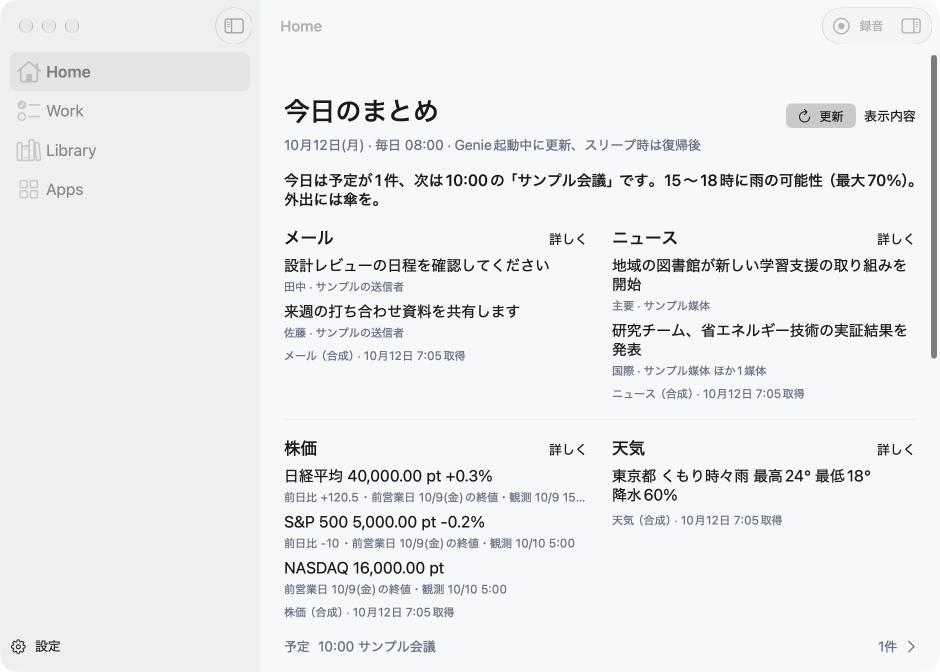 Home
録音
Home
Work
Library
Apps
設定
今日のまとめ
更新
表示内容
10月12日(月) · 毎日 08:00 · Genie起動中に更新、スリープ時は復帰後
今日は予定が1件、次は10:00の「サンプル会議」です。15〜18時に雨の可能性（最大70%）。
外出には傘を。
メール
詳しく
設計レビューの日程を確認してください
田中 · サンプルの送信者
来週の打ち合わせ資料を共有します
佐藤 · サンプルの送信者
メール（合成）· 10月12日 7:05取得
ニュース
詳しく
地域の図書館が新しい学習支援の取り組みを
開始
主要 · サンプル媒体
研究チーム、省エネルギー技術の実証結果を
発表
国際 · サンプル媒体 ほか1媒体
ニュース（合成）· 10月12日 7:05取得
株価
詳しく
日経平均 40,000.00 pt +0.3%
前日比 +120.5・前営業日 10/9(金)の終値・観測 10/9 15...
S&P 500 5,000.00 pt -0.2%
前日比 -10・前営業日 10/9(金)の終値・観測 10/10 5:00
NASDAQ 16,000.00 pt
前営業日 10/9(金)の終値・観測 10/10 5:00
株価（合成）· 10月12日 7:05取得
天気
詳しく
東京都 くもり時々雨 最高24° 最低18°
降水60%
天気（合成）· 10月12日 7:05取得
予定 10:00 サンプル会議
1件